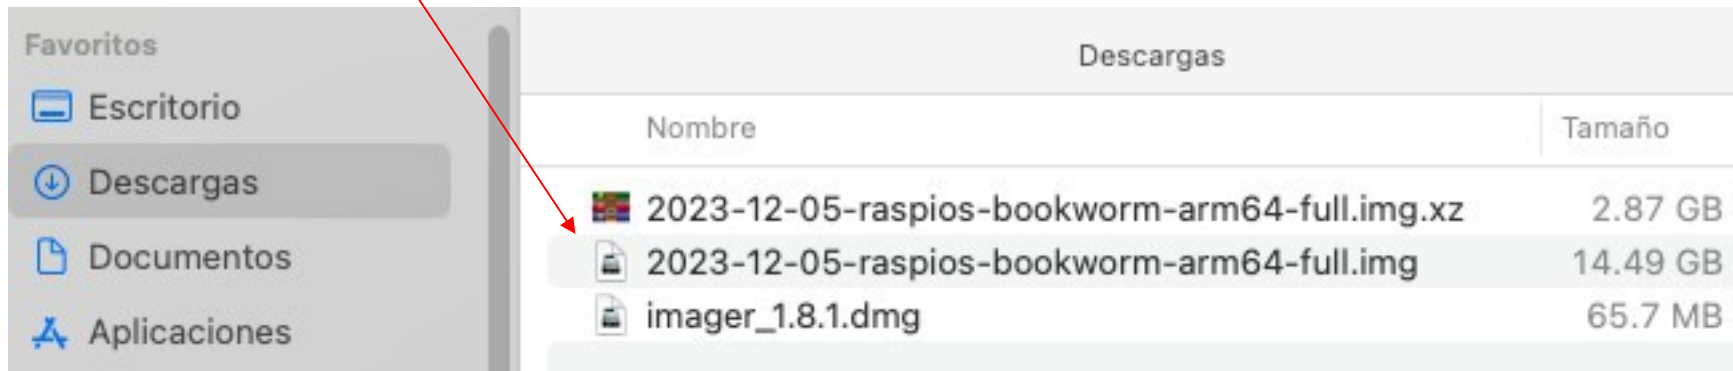 Favoritos
Escritorio
Descargas
Documentos
Aplicaciones
Descargas
Nombre Tamaño
2023-12-05-raspios-bookworm-arm64-full.img.xz 2.87 GB
2023-12-05-raspios-bookworm-arm64-full.img 14.49 GB
imager_1.8.1.dmg 65.7 MB